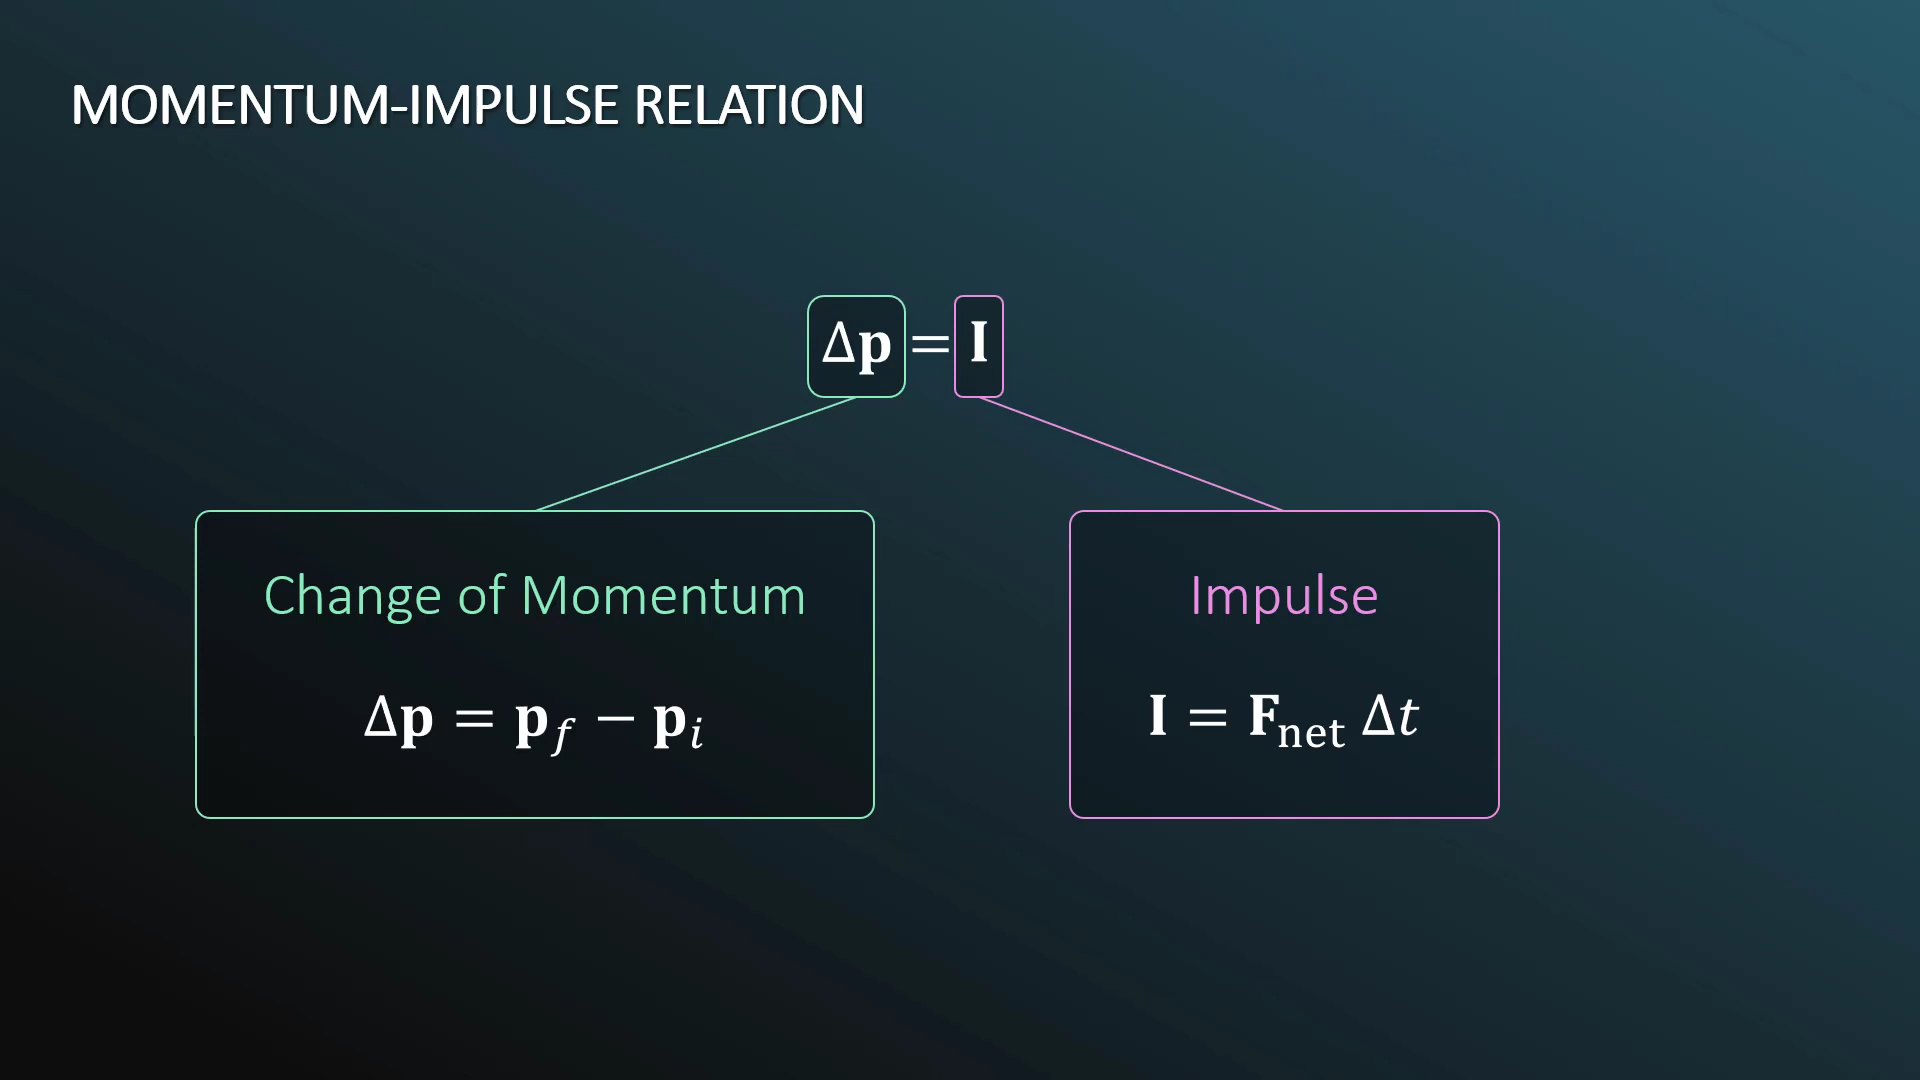 MOMENTUM-IMPULSE RELATION
Δ𝐩 = 𝐈
Change of Momentum
Δ𝐩 = 𝐩_f − 𝐩_i
Impulse
𝐈 = 𝐅_net Δt